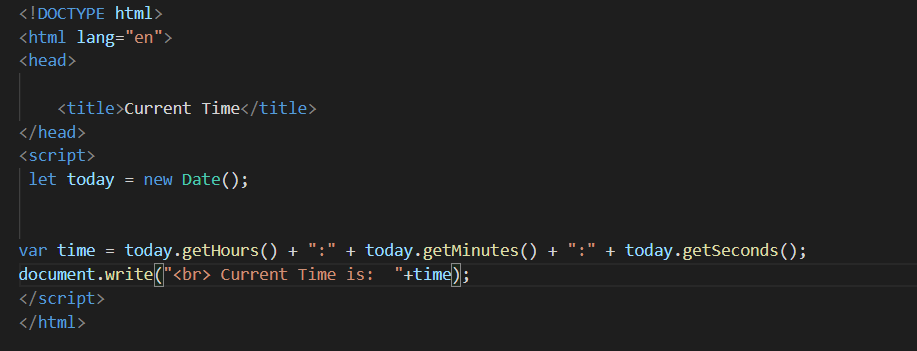 <!DOCTYPE html>
<html lang="en">
<head>
<title>Current Time</title>
</head>
<script>
let today = new Date();
var time = today.getHours() + ":" + today.getMinutes() + ":" + today.getSeconds();
document.write("<br> Current Time is:  "+time);
</script>
</html>